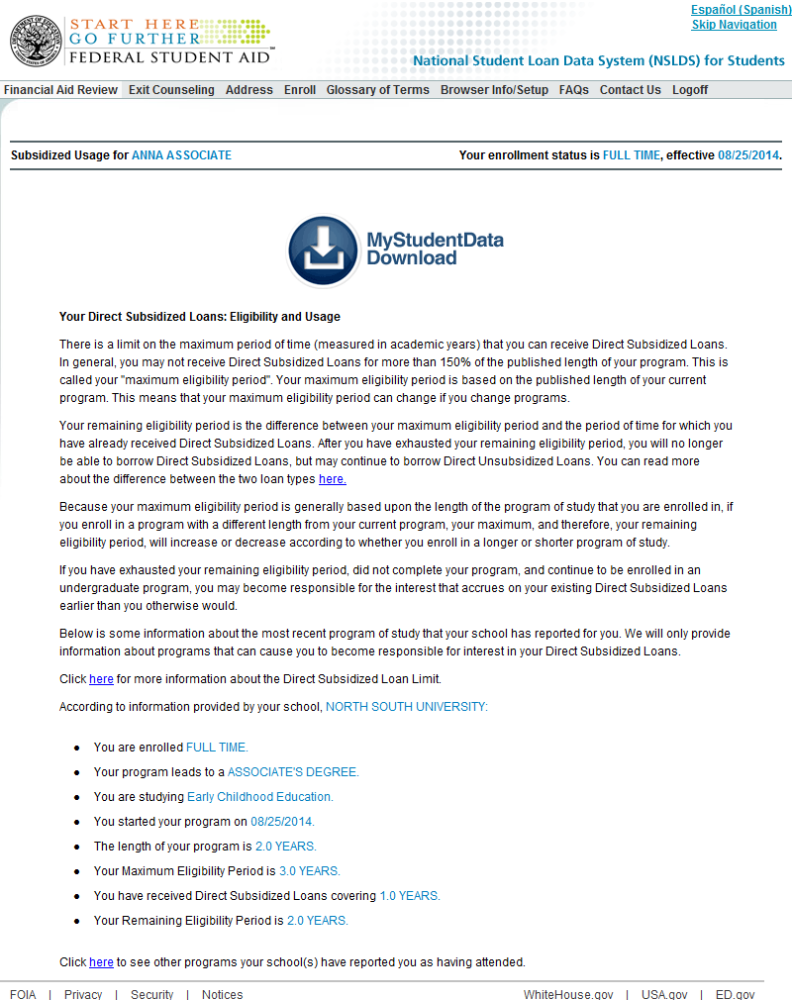 Español (Spanish)
Skip Navigation
START HERE
GO FURTHER
FEDERAL STUDENT AID
National Student Loan Data System (NSLDS) for Students
Financial Aid Review Exit Counseling Address Enroll Glossary of Terms Browser Info/Setup FAQs Contact Us Logoff
Subsidized Usage for ANNA ASSOCIATE Your enrollment status is FULL TIME, effective 08/25/2014.
MyStudentData
Download
Your Direct Subsidized Loans: Eligibility and Usage
There is a limit on the maximum period of time (measured in academic years) that you can receive Direct Subsidized Loans.
In general, you may not receive Direct Subsidized Loans for more than 150% of the published length of your program. This is
called your "maximum eligibility period". Your maximum eligibility period is based on the published length of your current
program. This means that your maximum eligibility period can change if you change programs.
Your remaining eligibility period is the difference between your maximum eligibility period and the period of time for which you
have already received Direct Subsidized Loans. After you have exhausted your remaining eligibility period, you will no longer
be able to borrow Direct Subsidized Loans, but may continue to borrow Direct Unsubsidized Loans. You can read more
about the difference between the two loan types here.
Because your maximum eligibility period is generally based upon the length of the program of study that you are enrolled in, if
you enroll in a program with a different length from your current program, your maximum, and therefore, your remaining
eligibility period, will increase or decrease according to whether you enroll in a longer or shorter program of study.
If you have exhausted your remaining eligibility period, did not complete your program, and continue to be enrolled in an
undergraduate program, you may become responsible for the interest that accrues on your existing Direct Subsidized Loans
earlier than you otherwise would.
Below is some information about the most recent program of study that your school has reported for you. We will only provide
information about programs that can cause you to become responsible for interest in your Direct Subsidized Loans.
Click here for more information about the Direct Subsidized Loan Limit.
According to information provided by your school, NORTH SOUTH UNIVERSITY:
• You are enrolled FULL TIME.
• Your program leads to a ASSOCIATE'S DEGREE.
• You are studying Early Childhood Education.
• You started your program on 08/25/2014.
• The length of your program is 2.0 YEARS.
• Your Maximum Eligibility Period is 3.0 YEARS.
• You have received Direct Subsidized Loans covering 1.0 YEARS.
• Your Remaining Eligibility Period is 2.0 YEARS.
Click here to see other programs your school(s) have reported you as having attended.
FOIA | Privacy | Security | Notices WhiteHouse.gov | USA.gov | ED.gov